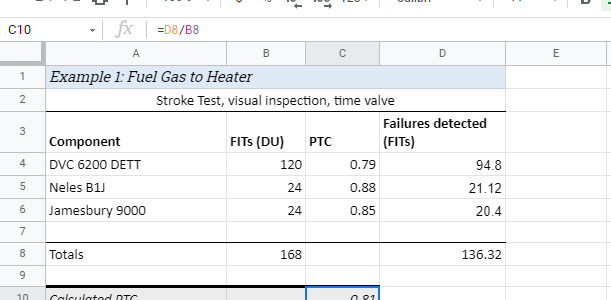 C10 fx =D8/B8
A B C D E
1 Example 1: Fuel Gas to Heater
2 Stroke Test, visual inspection, time valve
3 Component FITs (DU) PTC Failures detected
(FITs)
4 DVC 6200 DETT 120 0.79 94.8
5 Neles B1J 24 0.88 21.12
6 Jamesbury 9000 24 0.85 20.4
7
8 Totals 168 136.32
9
10 Calculated PTC 0.81